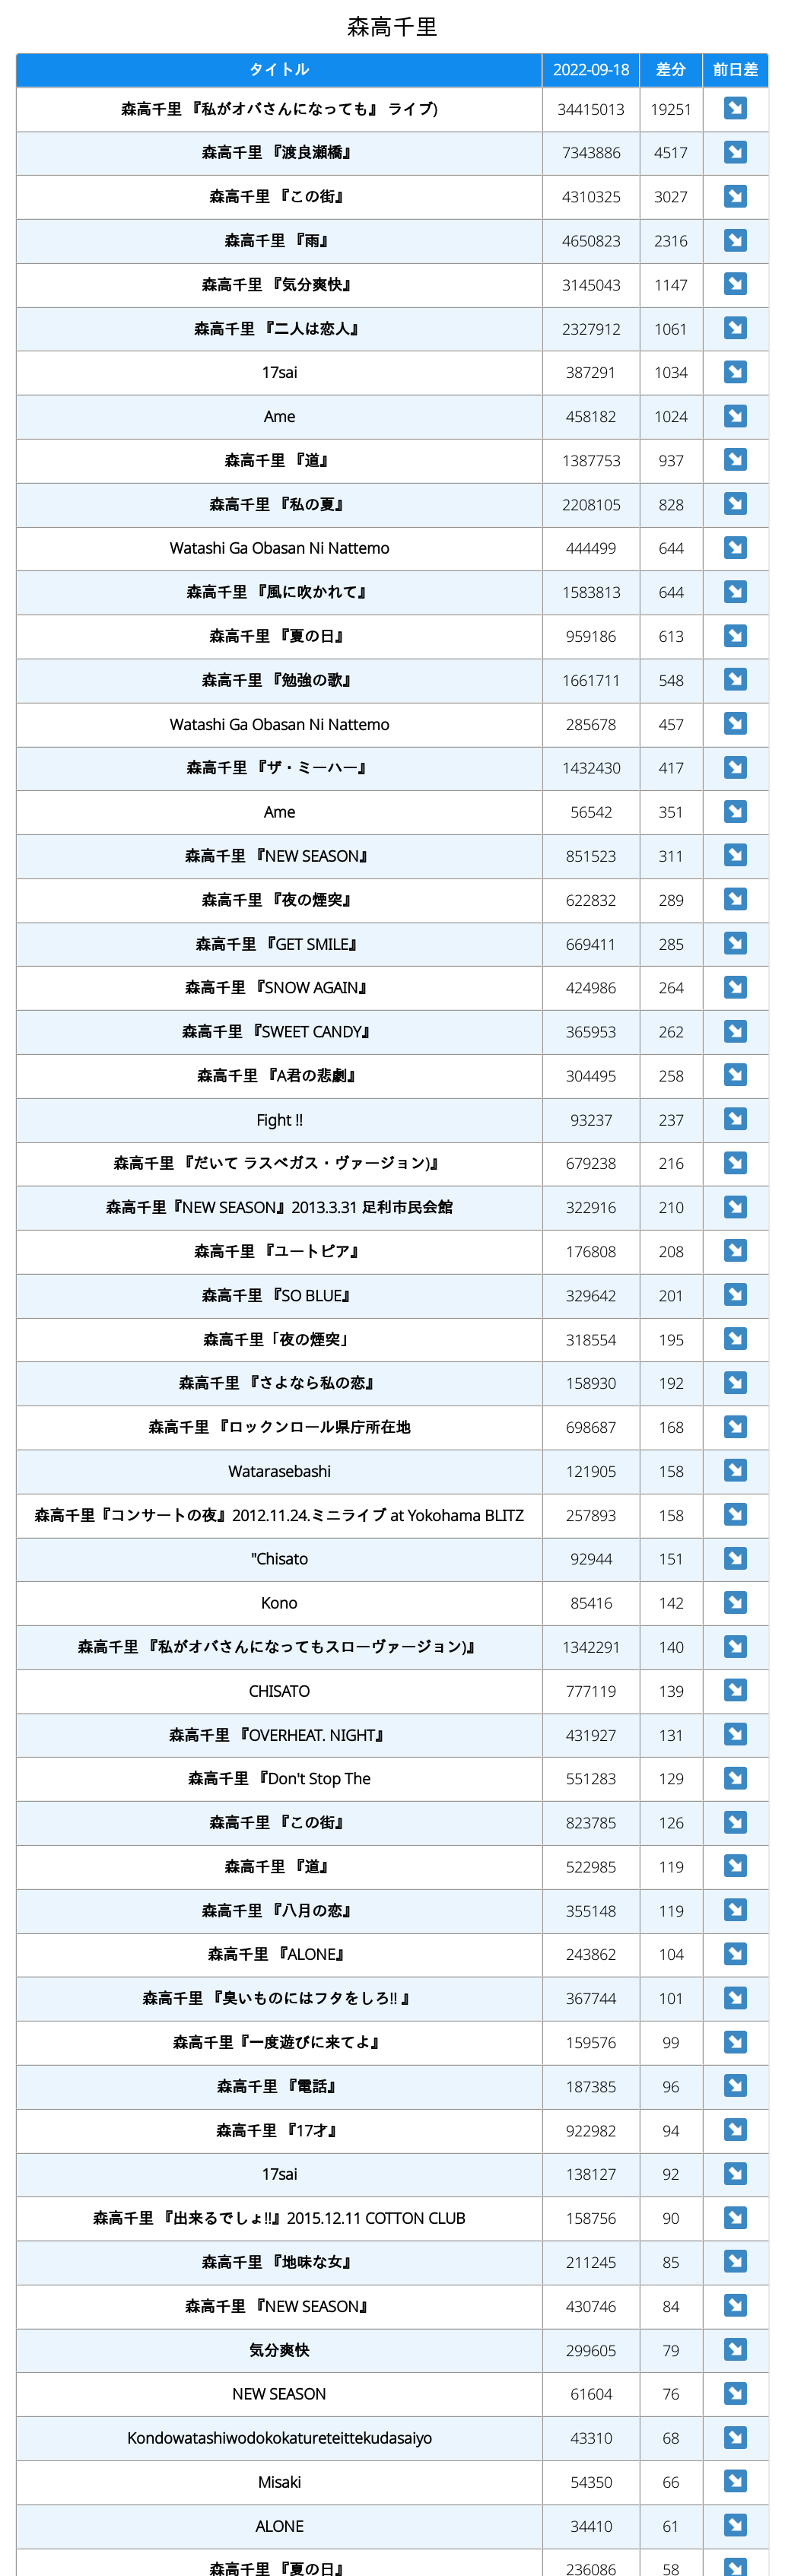 森高千里
タイトル 2022-09-18 差分 前日差
森高千里 『私がオバさんになっても』 ライブ) 34415013 19251
森高千里 『渡良瀬橋』 7343886 4517
森高千里 『この街』 4310325 3027
森高千里 『雨』 4650823 2316
森高千里 『気分爽快』 3145043 1147
森高千里 『二人は恋人』 2327912 1061
17sai 387291 1034
Ame 458182 1024
森高千里 『道』 1387753 937
森高千里 『私の夏』 2208105 828
Watashi Ga Obasan Ni Nattemo 444499 644
森高千里 『風に吹かれて』 1583813 644
森高千里 『夏の日』 959186 613
森高千里 『勉強の歌』 1661711 548
Watashi Ga Obasan Ni Nattemo 285678 457
森高千里 『ザ・ミーハー』 1432430 417
Ame 56542 351
森高千里 『NEW SEASON』 851523 311
森高千里 『夜の煙突』 622832 289
森高千里 『GET SMILE』 669411 285
森高千里 『SNOW AGAIN』 424986 264
森高千里 『SWEET CANDY』 365953 262
森高千里 『A君の悲劇』 304495 258
Fight !! 93237 237
森高千里 『だいて ラスベガス・ヴァージョン)』 679238 216
森高千里『NEW SEASON』2013.3.31 足利市民会館 322916 210
森高千里 『ユートピア』 176808 208
森高千里 『SO BLUE』 329642 201
森高千里「夜の煙突」 318554 195
森高千里 『さよなら私の恋』 158930 192
森高千里 『ロックンロール県庁所在地 698687 168
Watarasebashi 121905 158
森高千里『コンサートの夜』2012.11.24.ミニライブ at Yokohama BLITZ 257893 158
"Chisato 92944 151
Kono 85416 142
森高千里 『私がオバさんになってもスローヴァージョン)』 1342291 140
CHISATO 777119 139
森高千里 『OVERHEAT. NIGHT』 431927 131
森高千里 『Don't Stop The 551283 129
森高千里 『この街』 823785 126
森高千里 『道』 522985 119
森高千里 『八月の恋』 355148 119
森高千里 『ALONE』 243862 104
森高千里 『臭いものにはフタをしろ!! 』 367744 101
森高千里『一度遊びに来てよ』 159576 99
森高千里 『電話』 187385 96
森高千里 『17才』 922982 94
17sai 138127 92
森高千里 『出来るでしょ!!』2015.12.11 COTTON CLUB 158756 90
森高千里 『地味な女』 211245 85
森高千里 『NEW SEASON』 430746 84
気分爽快 299605 79
NEW SEASON 61604 76
Kondowatashiwodokokatureteittekudasaiyo 43310 68
Misaki 54350 66
ALONE 34410 61
森高千里 『夏の日』 236086 58